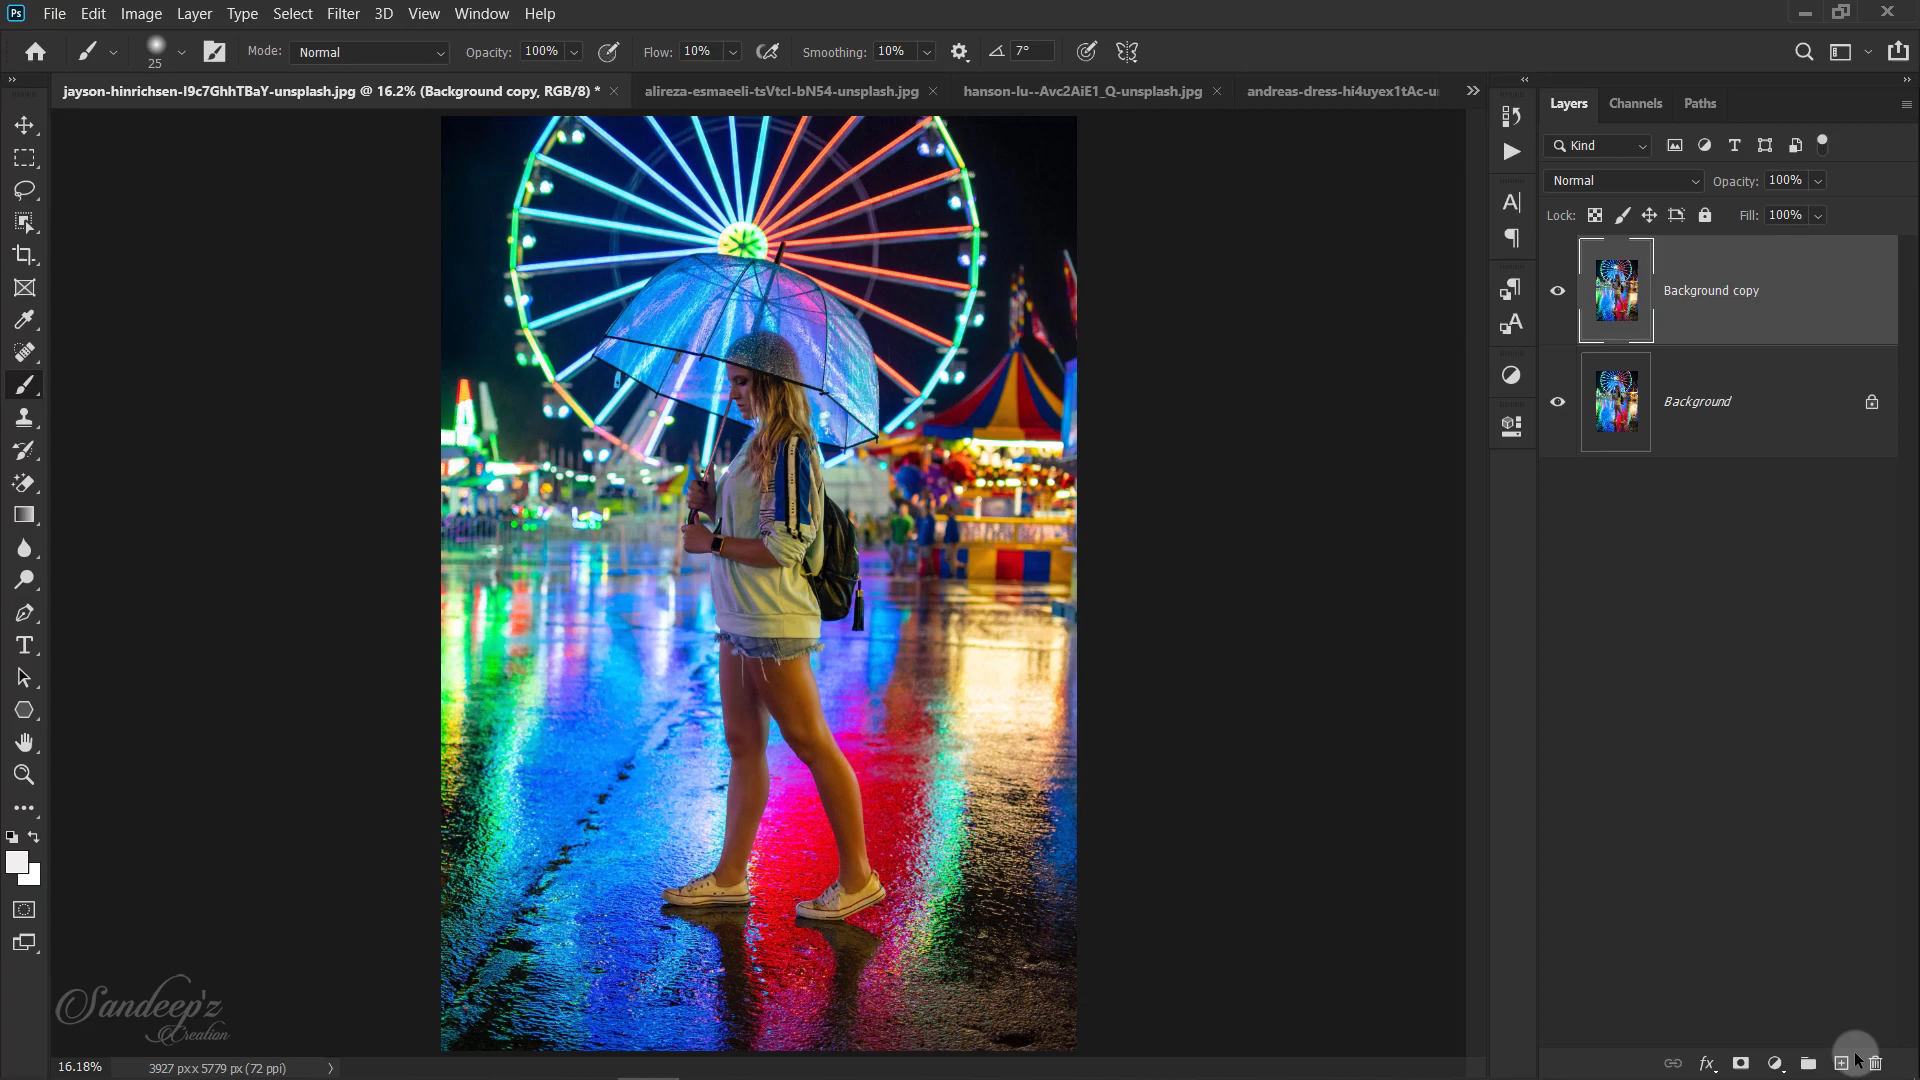 Ps File Edit Image Layer Type Select Filter 3D View Window Help
25 Mode: Normal Opacity: 100% Flow: 10% Smoothing: 10% 7°
jayson-hinrichsen-I9c7GhhTBaY-unsplash.jpg @ 16.2% (Background copy, RGB/8) * alireza-esmaeeli-tsVtcl-bN54-unsplash.jpg hanson-lu--Avc2AiE1_Q-unsplash.jpg andreas-dress-hi4uyex1tAc-u
Layers Channels Paths
Kind
Normal Opacity: 100%
Lock: Fill: 100%
Background copy
Background
Sandeep'z
Creation
16.18% 3927 px x 5779 px (72 ppi)
fx